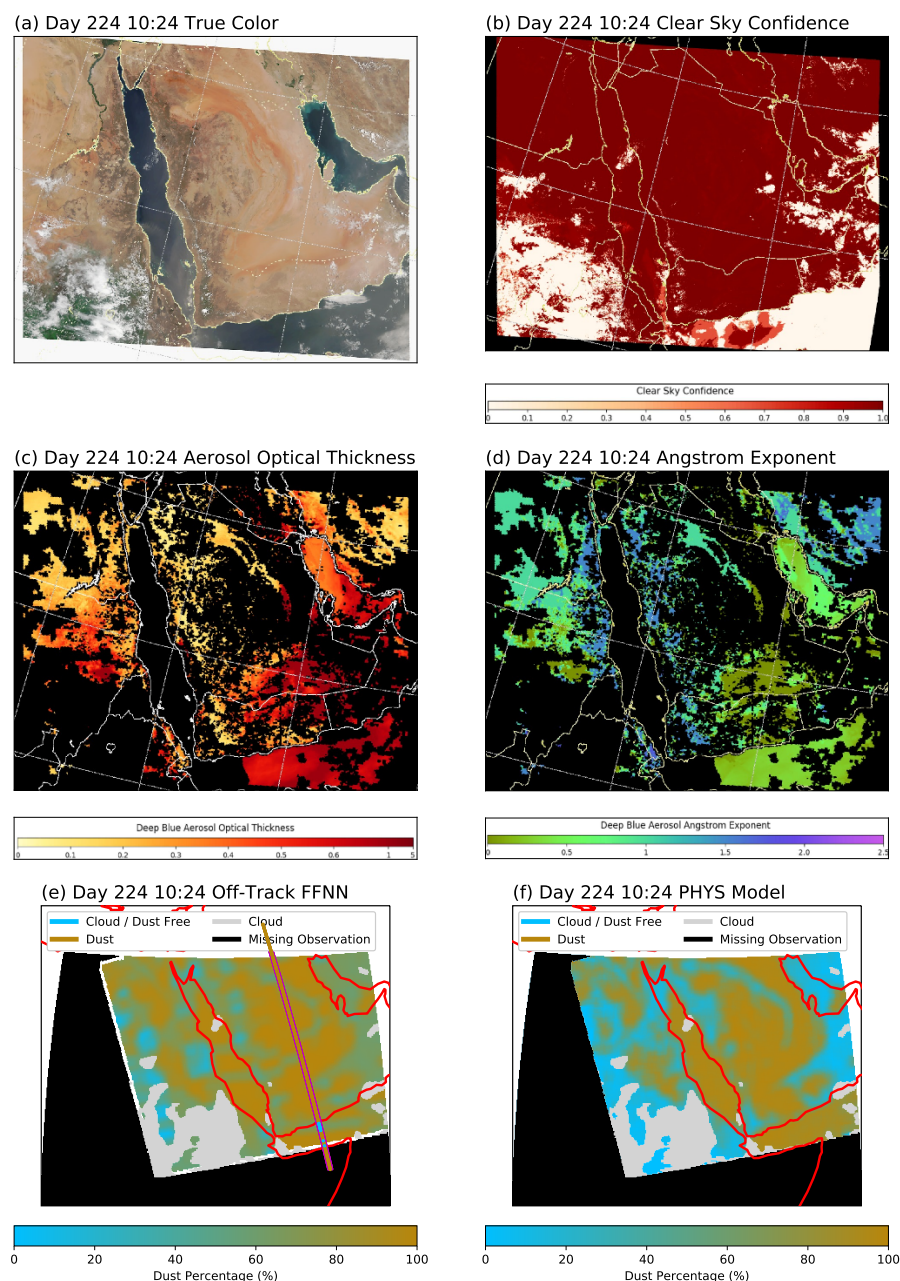 (a) Day 224 10:24 True Color
(b) Day 224 10:24 Clear Sky Confidence
Clear Sky Confidence
0 0.1 0.2 0.3 0.4 0.5 0.6 0.7 0.8 0.9 1.0
(c) Day 224 10:24 Aerosol Optical Thickness
(d) Day 224 10:24 Angstrom Exponent
Deep Blue Aerosol Optical Thickness
0 0.1 0.2 0.3 0.4 0.5 1 5
Deep Blue Aerosol Angstrom Exponent
0 0.5 1 1.5 2 2.5
(e) Day 224 10:24 Off-Track FFNN
Cloud / Dust Free Cloud
Dust Missing Observation
(f) Day 224 10:24 PHYS Model
Cloud / Dust Free Cloud
Dust Missing Observation
0 20 40 60 80 100
Dust Percentage (%)
0 20 40 60 80 100
Dust Percentage (%)